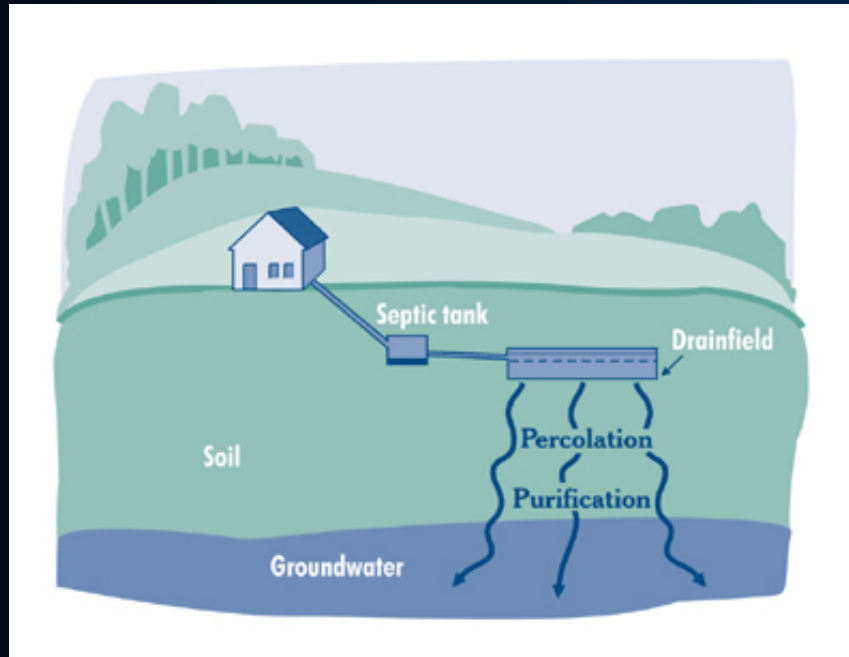 Septic tank
Drainfield
Percolation
Soil
Purification
Groundwater